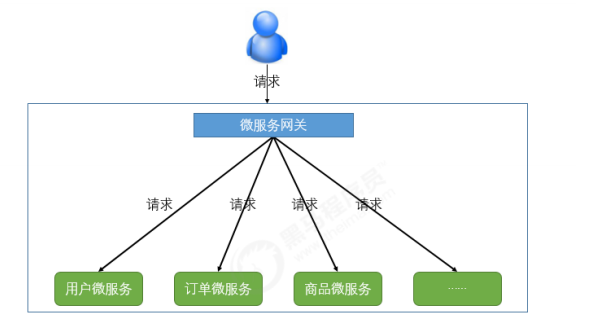 请求
微服务网关
请求 请求 请求 请求
用户微服务 订单微服务 商品微服务 ······
黑马程序员